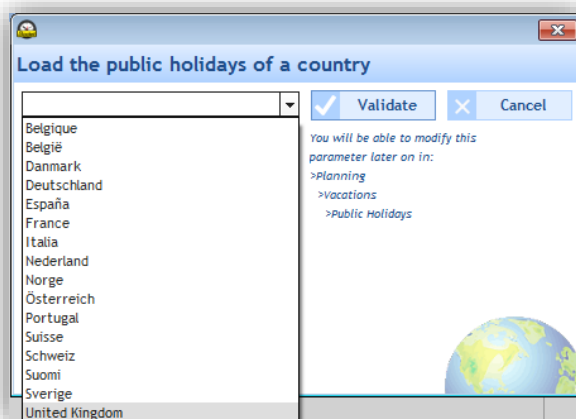 Load the public holidays of a country
Validate
Cancel
You will be able to modify this
parameter later on in:
>Planning
>Vacations
>Public Holidays
Belgique
België
Danmark
Deutschland
España
France
Italia
Nederland
Norge
Österreich
Portugal
Suisse
Schweiz
Suomi
Sverige
United Kingdom